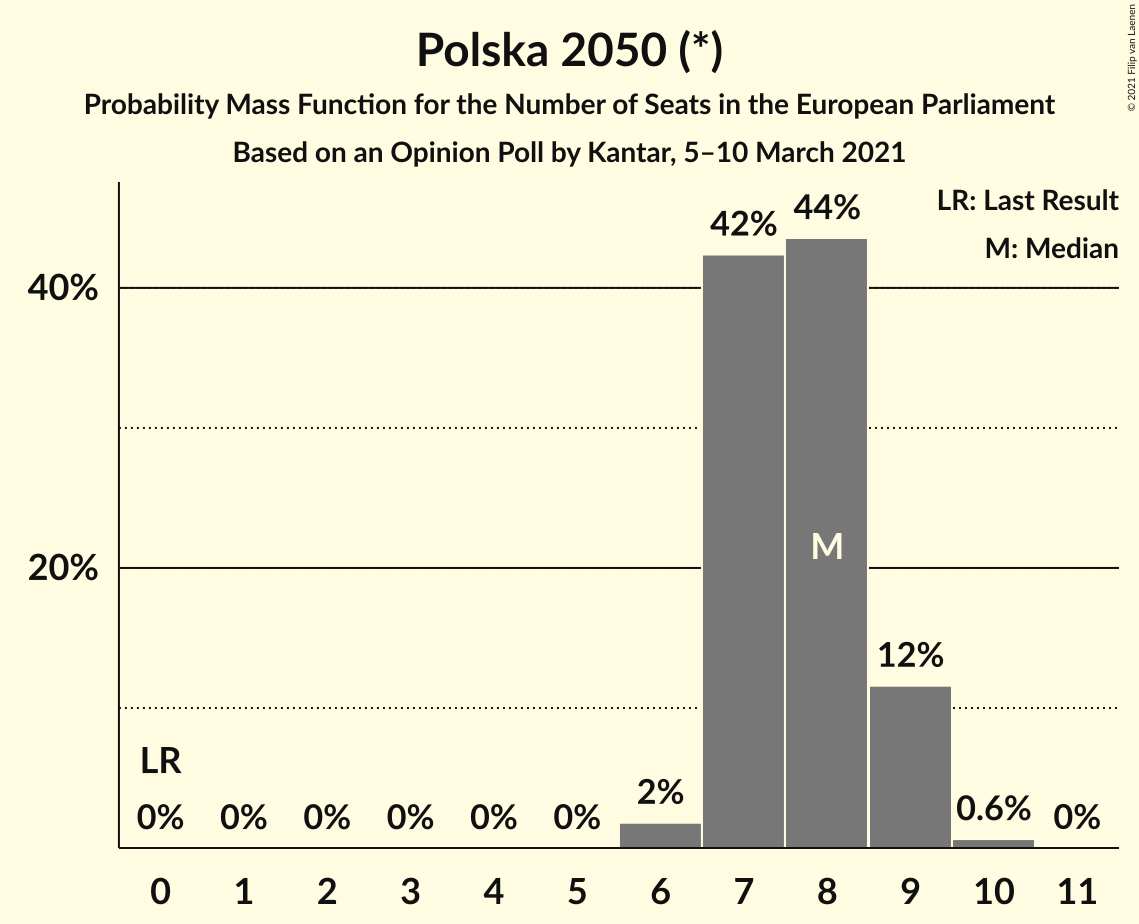 Polska 2050 (*)
Probability Mass Function for the Number of Seats in the European Parliament
Based on an Opinion Poll by Kantar, 5–10 March 2021
© 2021 Filip van Laenen
LR: Last Result
M: Median
40%
20%
LR
0% 0% 0% 0% 0% 0% 2% 42% 44% 12% 0.6% 0%
M
0 1 2 3 4 5 6 7 8 9 10 11